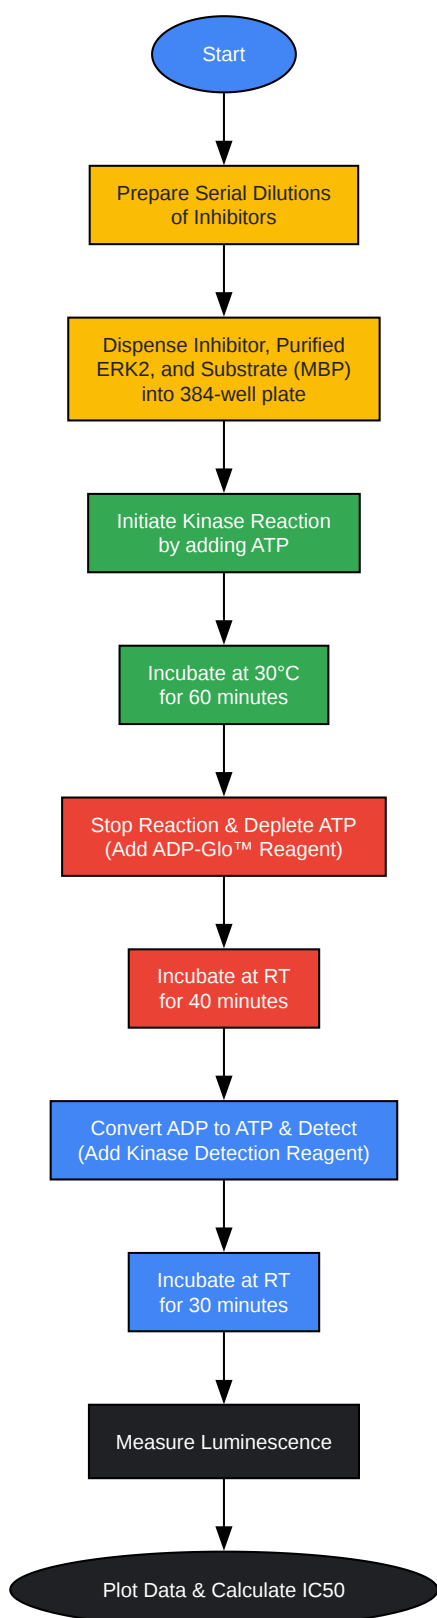 Start
Prepare Serial Dilutions
of Inhibitors
Dispense Inhibitor, Purified
ERK2, and Substrate (MBP)
into 384-well plate
Initiate Kinase Reaction
by adding ATP
Incubate at 30°C
for 60 minutes
Stop Reaction & Deplete ATP
(Add ADP-Glo™ Reagent)
Incubate at RT
for 40 minutes
Convert ADP to ATP & Detect
(Add Kinase Detection Reagent)
Incubate at RT
for 30 minutes
Measure Luminescence
Plot Data & Calculate IC50